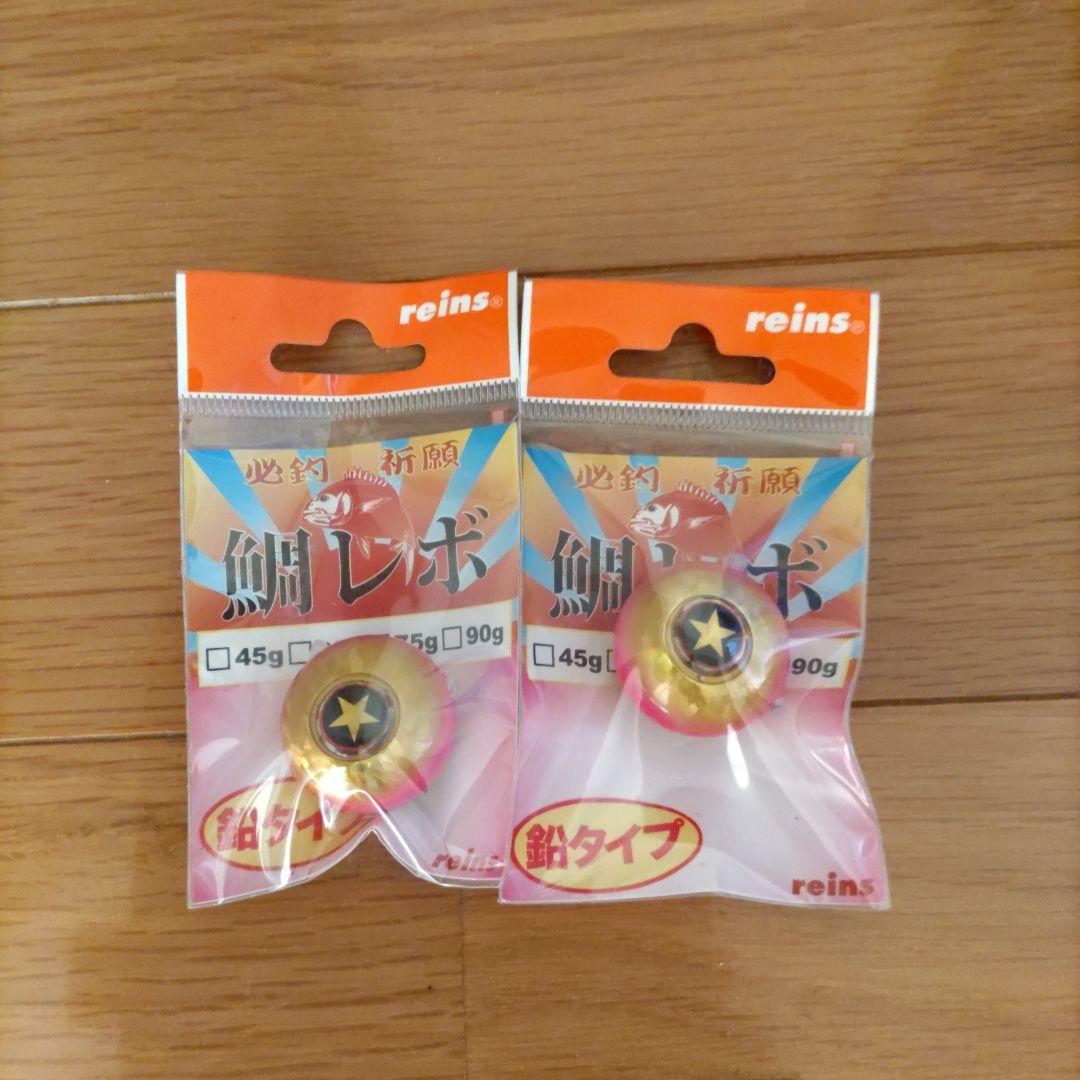 reins®
必釣 祈願
鯛レボ
45g
75g 90g
鉛タイプ
reins
reins®
必釣 祈願
鯛レボ
45g
90g
鉛タイプ
reins